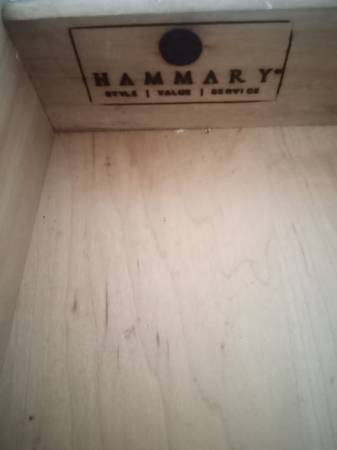 HAMMARY®
STYLE | VALUE | SERVICE